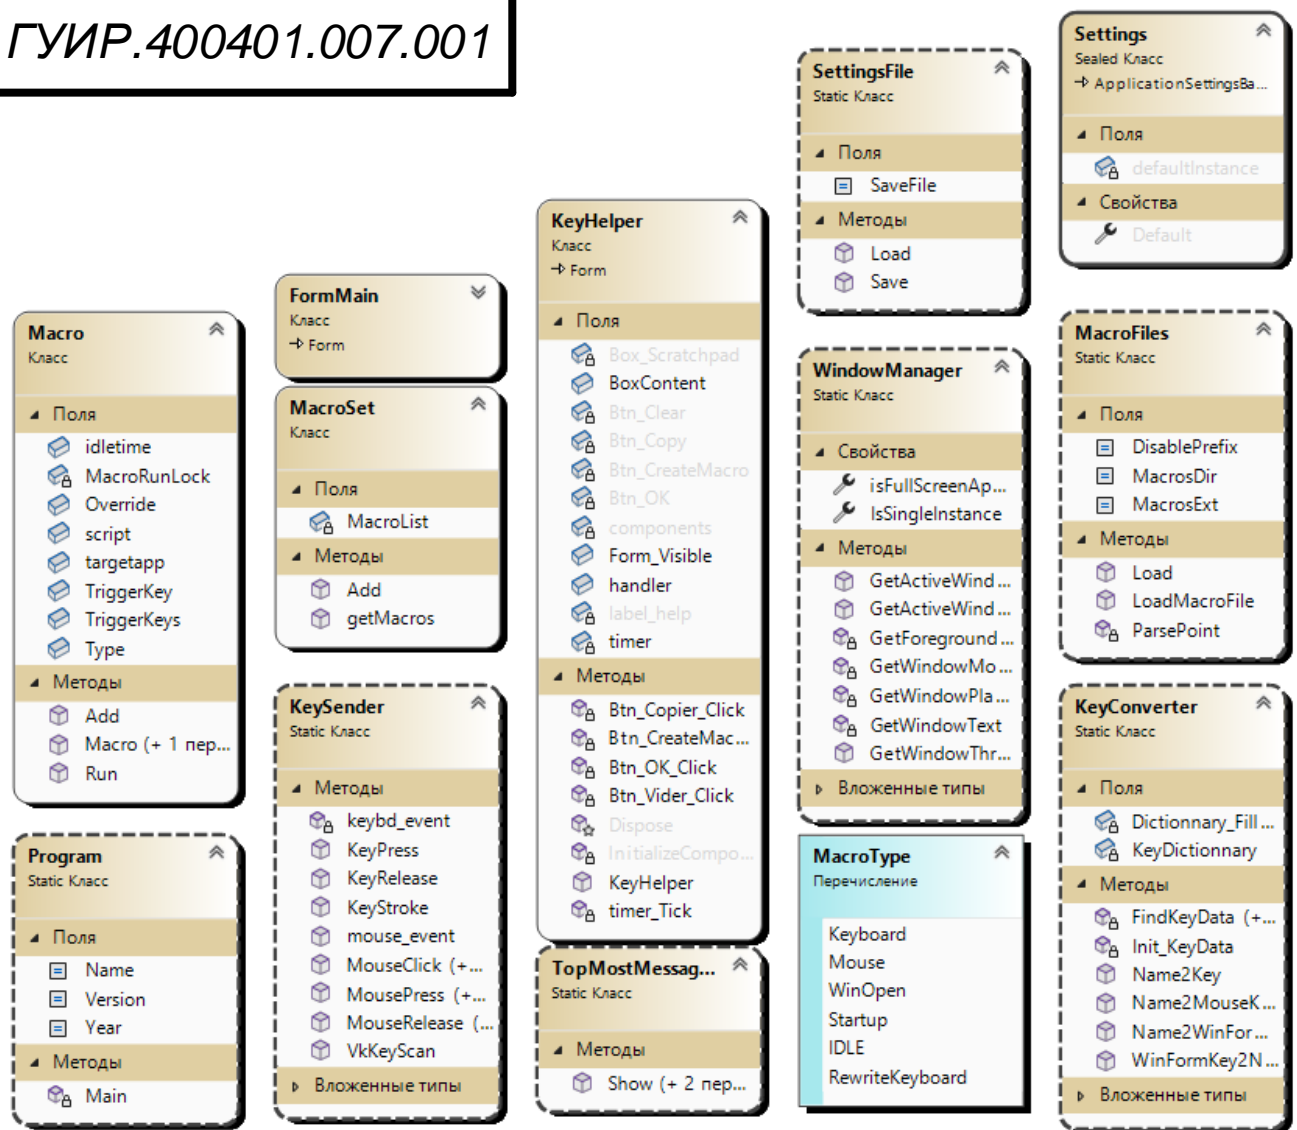 ГУИР.400401.007.001
Macro
Класс
Поля
idletime
MacroRunLock
Override
script
targetapp
TriggerKey
TriggerKeys
Type
Методы
Add
Macro (+ 1 пер...
Run
Program
Static Класс
Поля
Name
Version
Year
Методы
Main
FormMain
Класс
Form
MacroSet
Класс
Поля
MacroList
Методы
Add
getMacros
KeySender
Static Класс
Методы
keybd_event
KeyPress
KeyRelease
KeyStroke
mouse_event
MouseClick (+...
MousePress (+...
MouseRelease (...
VkKeyScan
Вложенные типы
KeyHelper
Класс
Form
Поля
Box_Scratchpad
BoxContent
Btn_Clear
Btn_Copy
Btn_CreateMacro
Btn_OK
components
Form_Visible
handler
label_help
timer
Методы
Btn_Copier_Click
Btn_CreateMac...
Btn_OK_Click
Btn_Vider_Click
Dispose
InitializeCompo...
KeyHelper
timer_Tick
TopMostMessag...
Static Класс
Методы
Show (+ 2 пер...
SettingsFile
Static Класс
Поля
SaveFile
Методы
Load
Save
WindowManager
Static Класс
Свойства
isFullScreenAp...
IsSingleInstance
Методы
GetActiveWind...
GetActiveWind...
GetForeground...
GetWindowMo...
GetWindowPla...
GetWindowText
GetWindowThr...
Вложенные типы
MacroType
Перечисление
Keyboard
Mouse
WinOpen
Startup
IDLE
RewriteKeyboard
Settings
Sealed Класс
ApplicationSettingsBa...
Поля
defaultInstance
Свойства
Default
MacroFiles
Static Класс
Поля
DisablePrefix
MacrosDir
MacrosExt
Методы
Load
LoadMacroFile
ParsePoint
KeyConverter
Static Класс
Поля
Dictionnary_Fill...
KeyDictionnary
Методы
FindKeyData (+...
Init_KeyData
Name2Key
Name2MouseK...
Name2WinFor...
WinFormKey2N...
Вложенные типы